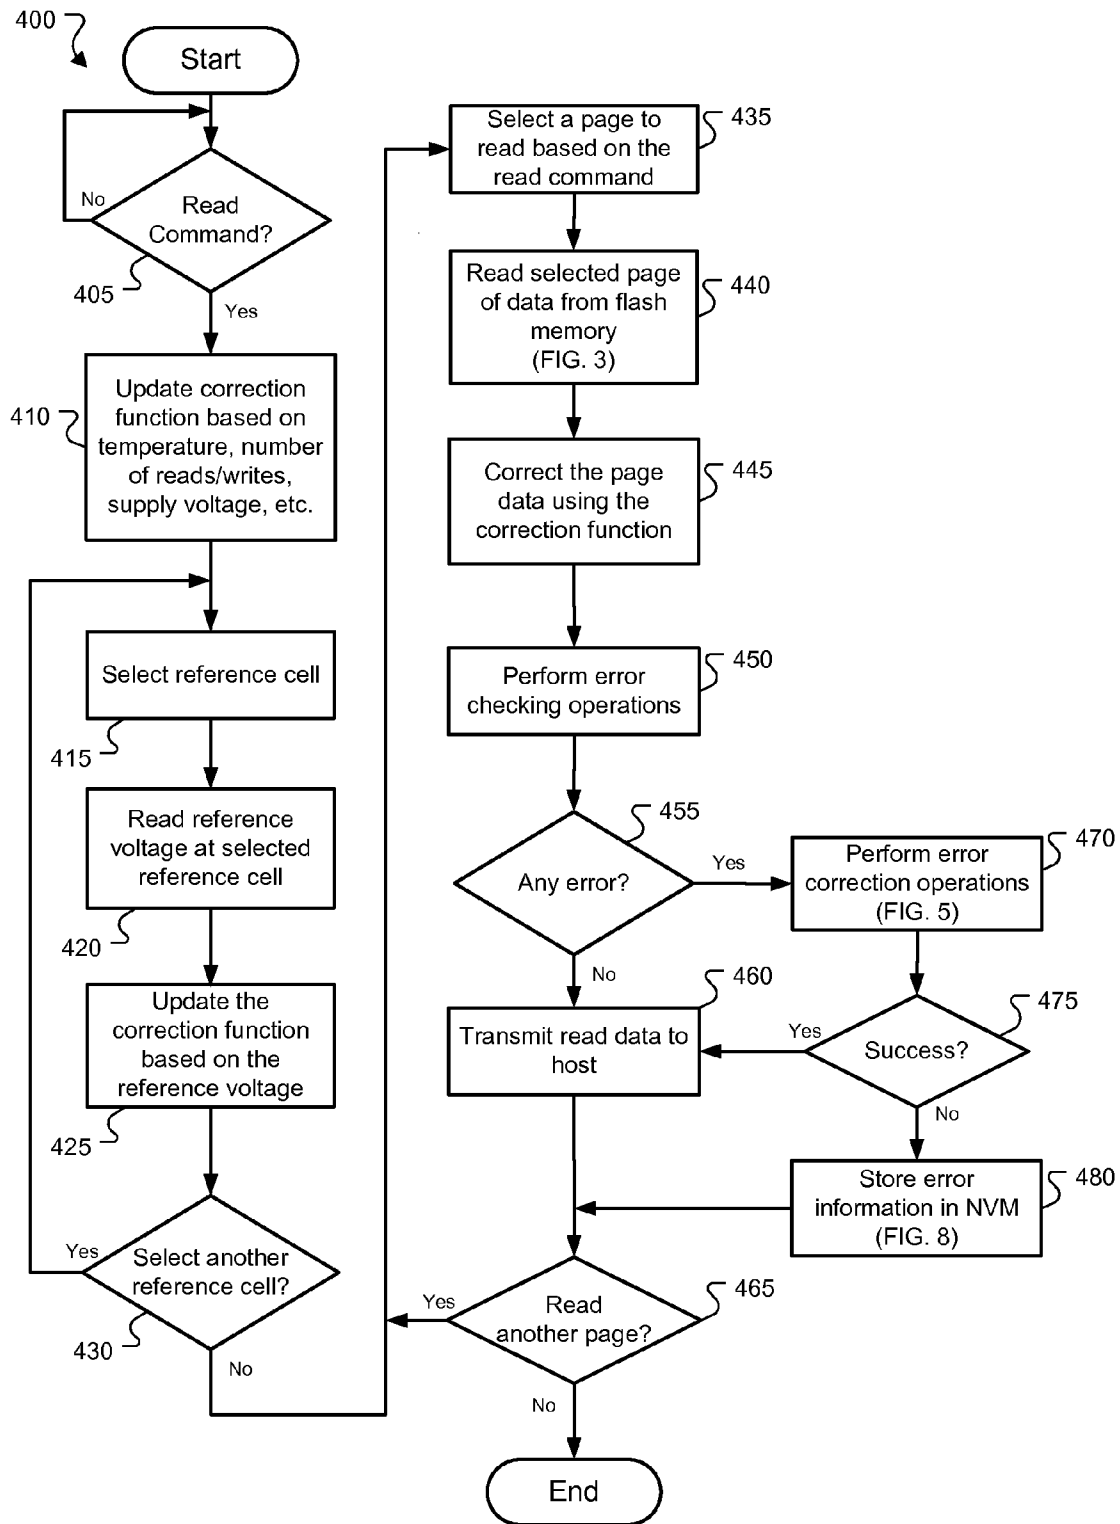 400
Start
No
Read
Command?
405
Yes
410
Update correction
function based on
temperature, number
of reads/writes,
supply voltage, etc.
Select reference cell
415
Read reference
voltage at selected
reference cell
420
Update the
correction function
based on the
reference voltage
425
Yes
Select another
reference cell?
430
No
Select a page to
read based on the
read command
435
Read selected page
of data from flash
memory
(FIG. 3)
440
Correct the page
data using the
correction function
445
Perform error
checking operations
450
455
Any error?
Yes
No
460
Transmit read data to
host
Perform error
correction operations
(FIG. 5)
470
475
Yes
Success?
No
Store error
information in NVM
(FIG. 8)
480
Yes
Read
another page?
465
No
End